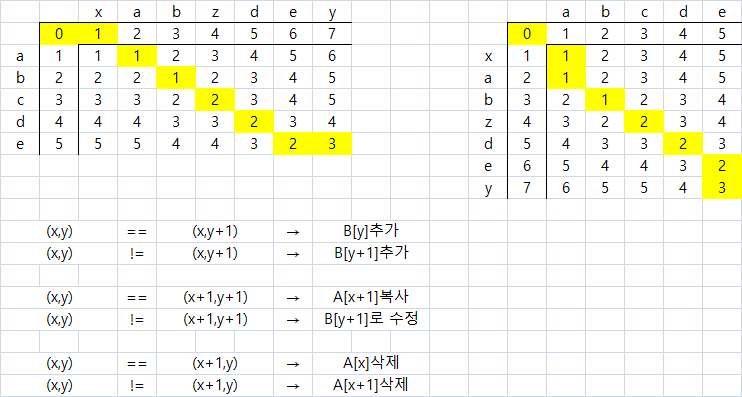 x a b z d e y a b c d e
0 1 2 3 4 5 6 7 0 1 2 3 4 5
a 1 1 1 2 3 4 5 6 x 1 1 2 3 4 5
b 2 2 2 1 2 3 4 5 a 2 1 2 3 4 5
c 3 3 3 2 2 3 4 5 b 3 2 1 2 3 4
d 4 4 4 3 3 2 3 4 z 4 3 2 2 3 4
e 5 5 5 4 4 3 2 3 d 5 4 3 3 2 3
e 6 5 4 4 3 2
y 7 6 5 5 4 3
(x,y) == (x,y+1) → B[y]추가
(x,y) != (x,y+1) → B[y+1]추가
(x,y) == (x+1,y+1) → A[x+1]복사
(x,y) != (x+1,y+1) → B[y+1]로 수정
(x,y) == (x+1,y) → A[x]삭제
(x,y) != (x+1,y) → A[x+1]삭제